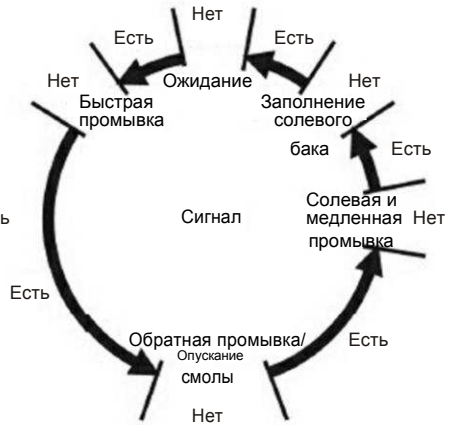 Нет
Есть
Есть
Нет
Ожидание
Нет
Быстрая
промывка
Заполнение
солевого
бака
Есть
Солевая и
медленная
промывка
Нет
Сигнал
ь
Есть
Обратная промывка/
Опускание
смолы
Есть
Нет